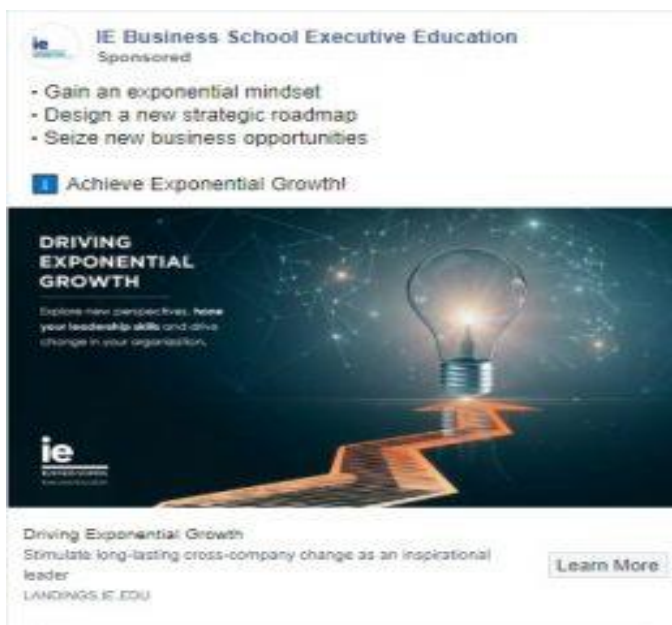 ie
IE Business School Executive Education
Sponsored
- Gain an exponential mindset
- Design a new strategic roadmap
- Seize new business opportunities
Achieve Exponential Growth!
DRIVING
EXPONENTIAL
GROWTH
Explore new perspectives, hone
your leadership skills and drive
change in your organization.
ie
Driving Exponential Growth
Stimulate long-lasting cross-company change as an inspirational
leader
LANDINGS.IE.EDU
Learn More